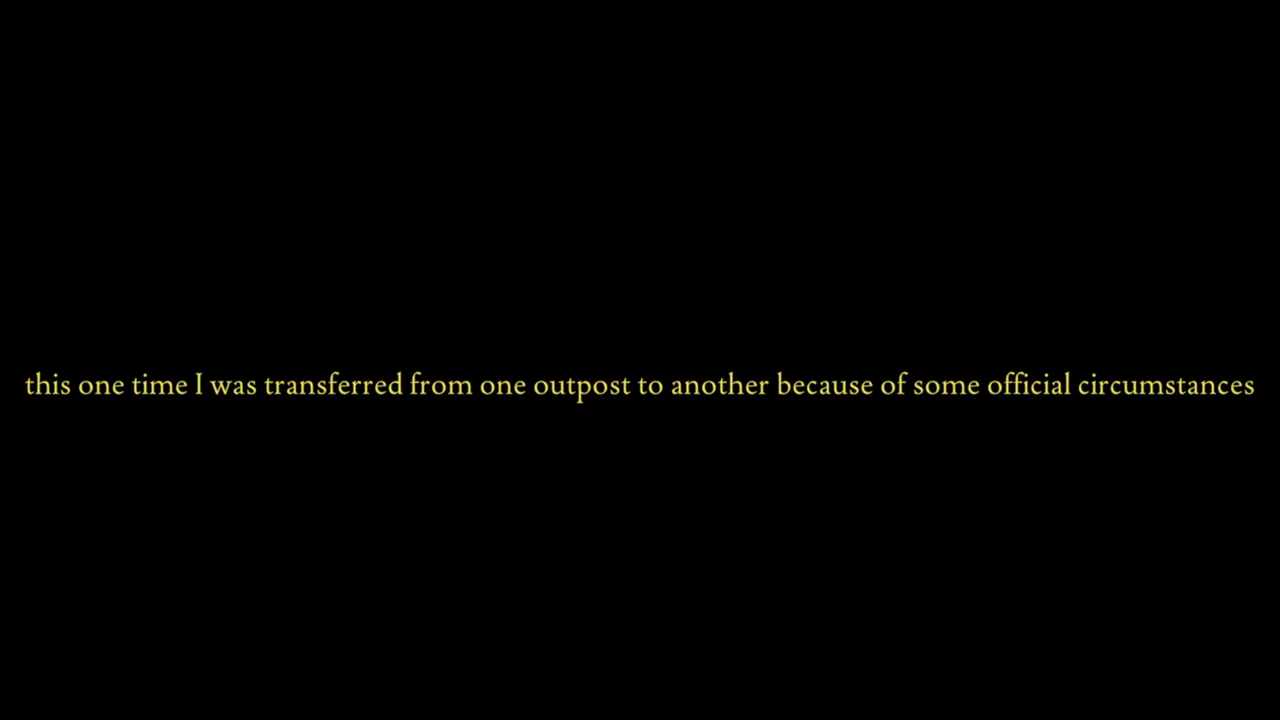 this one time I was transferred from one outpost to another because of some official circumstances